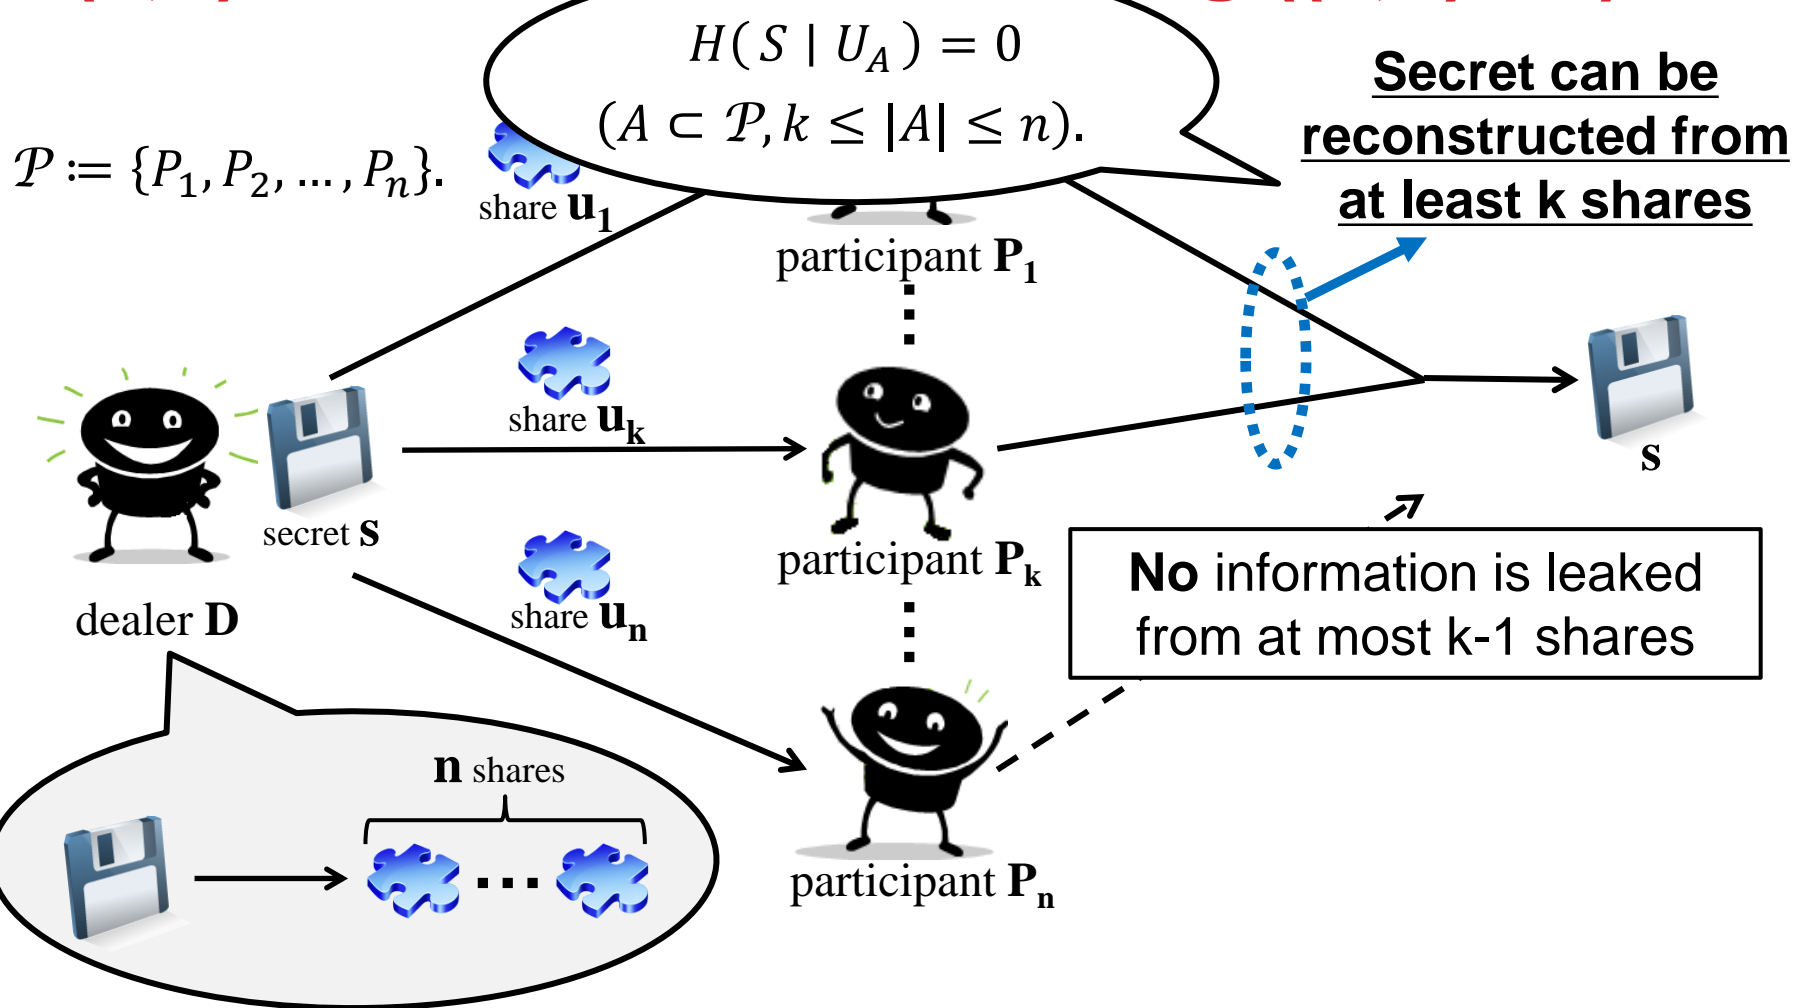 H( S | U_A ) = 0
(A ⊂ 𝒫, k ≤ |A| ≤ n).
Secret can be
reconstructed from
at least k shares
𝒫 ≔ {P_1, P_2, … , P_n}.
share u_1
participant P_1
share u_k
s
secret s
participant P_k
No information is leaked
from at most k-1 shares
dealer D
share u_n
n shares
participant P_n